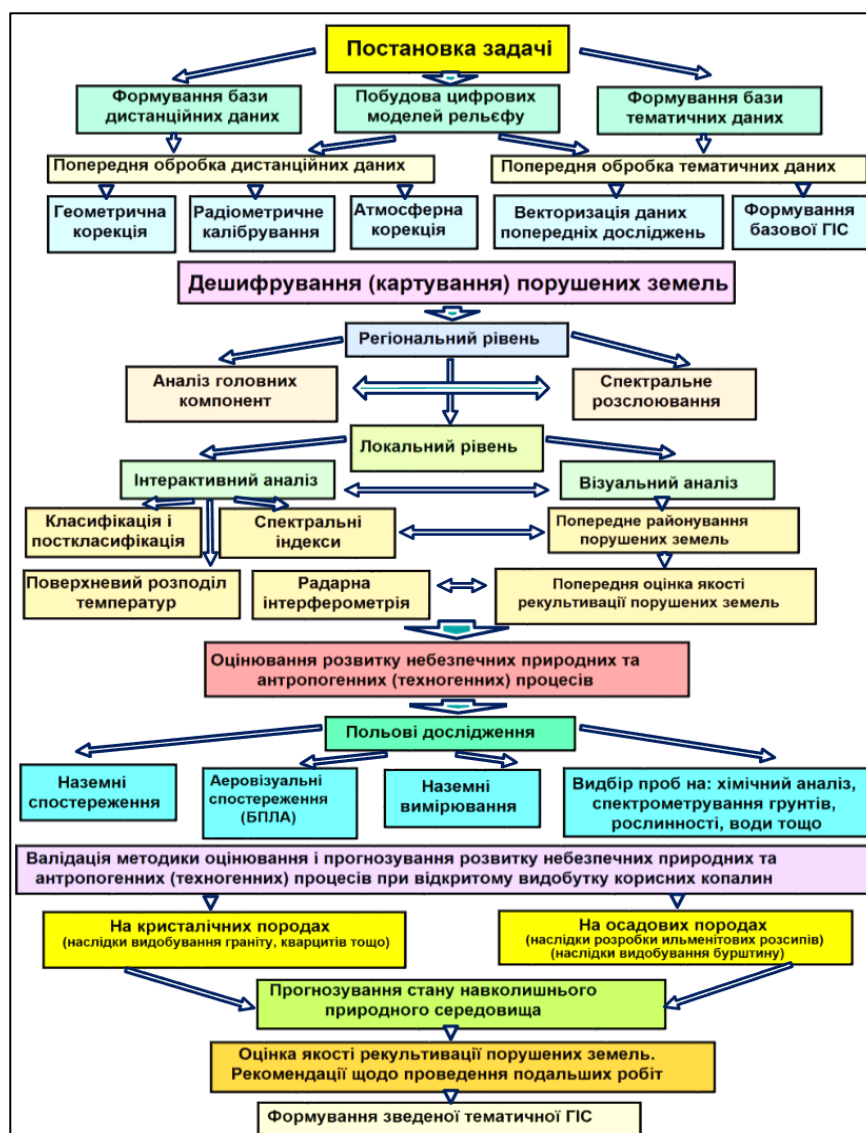 Постановка задачі
Формування бази
дистанційних даних
Побудова цифрових
моделей рельєфу
Формування бази
тематичних даних
Попередня обробка дистанційних даних
Попередня обробка тематичних даних
Геометрична
корекція
Радіометричне
калібрування
Атмосферна
корекція
Векторизація даних
попередніх досліджень
Формування
базової ГІС
Дешифрування (картування) порушених земель
Регіональний рівень
Аналіз головних
компонент
Спектральне
розслоювання
Локальний рівень
Інтерактивний аналіз
Візуальний аналіз
Класифікація і
посткласифікація
Спектральні
індекси
Попереднє районування
порушених земель
Поверхневий розподіл
температур
Радарна
інтерферометрія
Попередня оцінка якості
рекультивації порушених земель
Оцінювання розвитку небезпечних природних та
антропогенних (техногенних) процесів
Польові дослідження
Наземні
спостереження
Аеровізуальні
спостереження
(БПЛА)
Наземні
вимірювання
Видбір проб на: хімічний аналіз,
спектрометрування грунтів,
рослинності, води тощо
Валідація методики оцінювання і прогнозування розвитку небезпечних природних та
антропогенних (техногенних) процесів при відкритому видобутку корисних копалин
На кристалічних породах
(наслідки видобування граніту, кварцитів тощо)
На осадових породах
(наслідки розробки ильменітових розсипів)
(наслідки видобування бурштину)
Прогнозування стану навколишнього
природного середовища
Оцінка якості рекультивації порушених земель.
Рекомендації щодо проведення подальших робіт
Формування зведеної тематичної ГІС